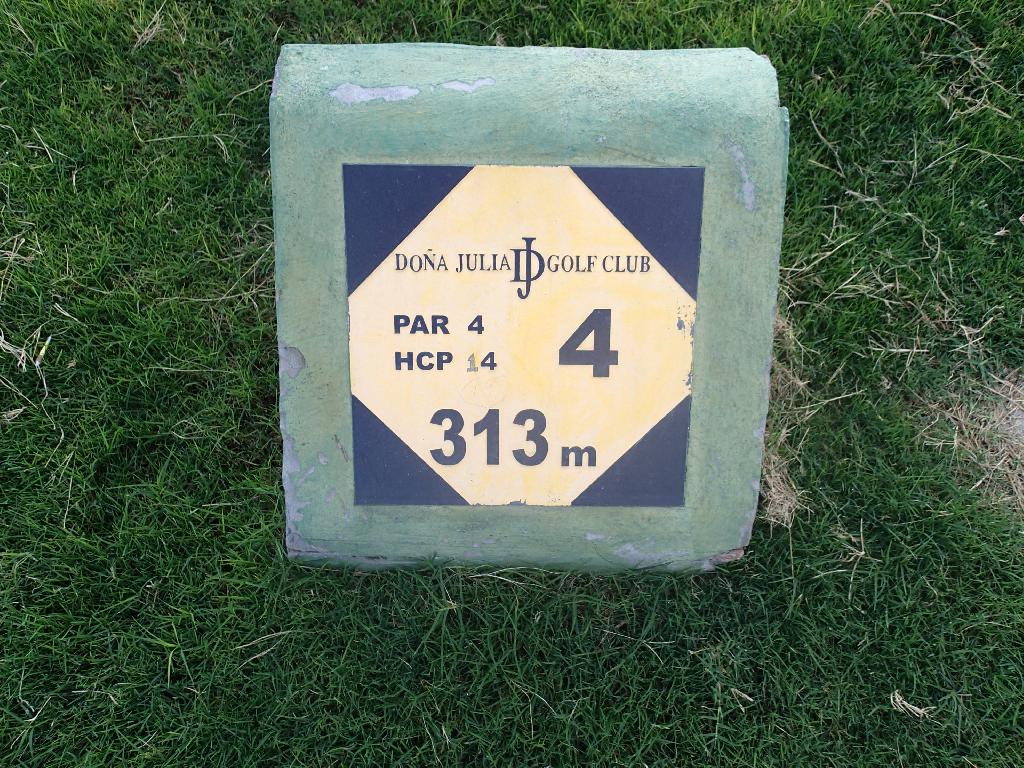 DOÑA JULIA DJ GOLF CLUB
PAR 4
HCP 14
4
313 m